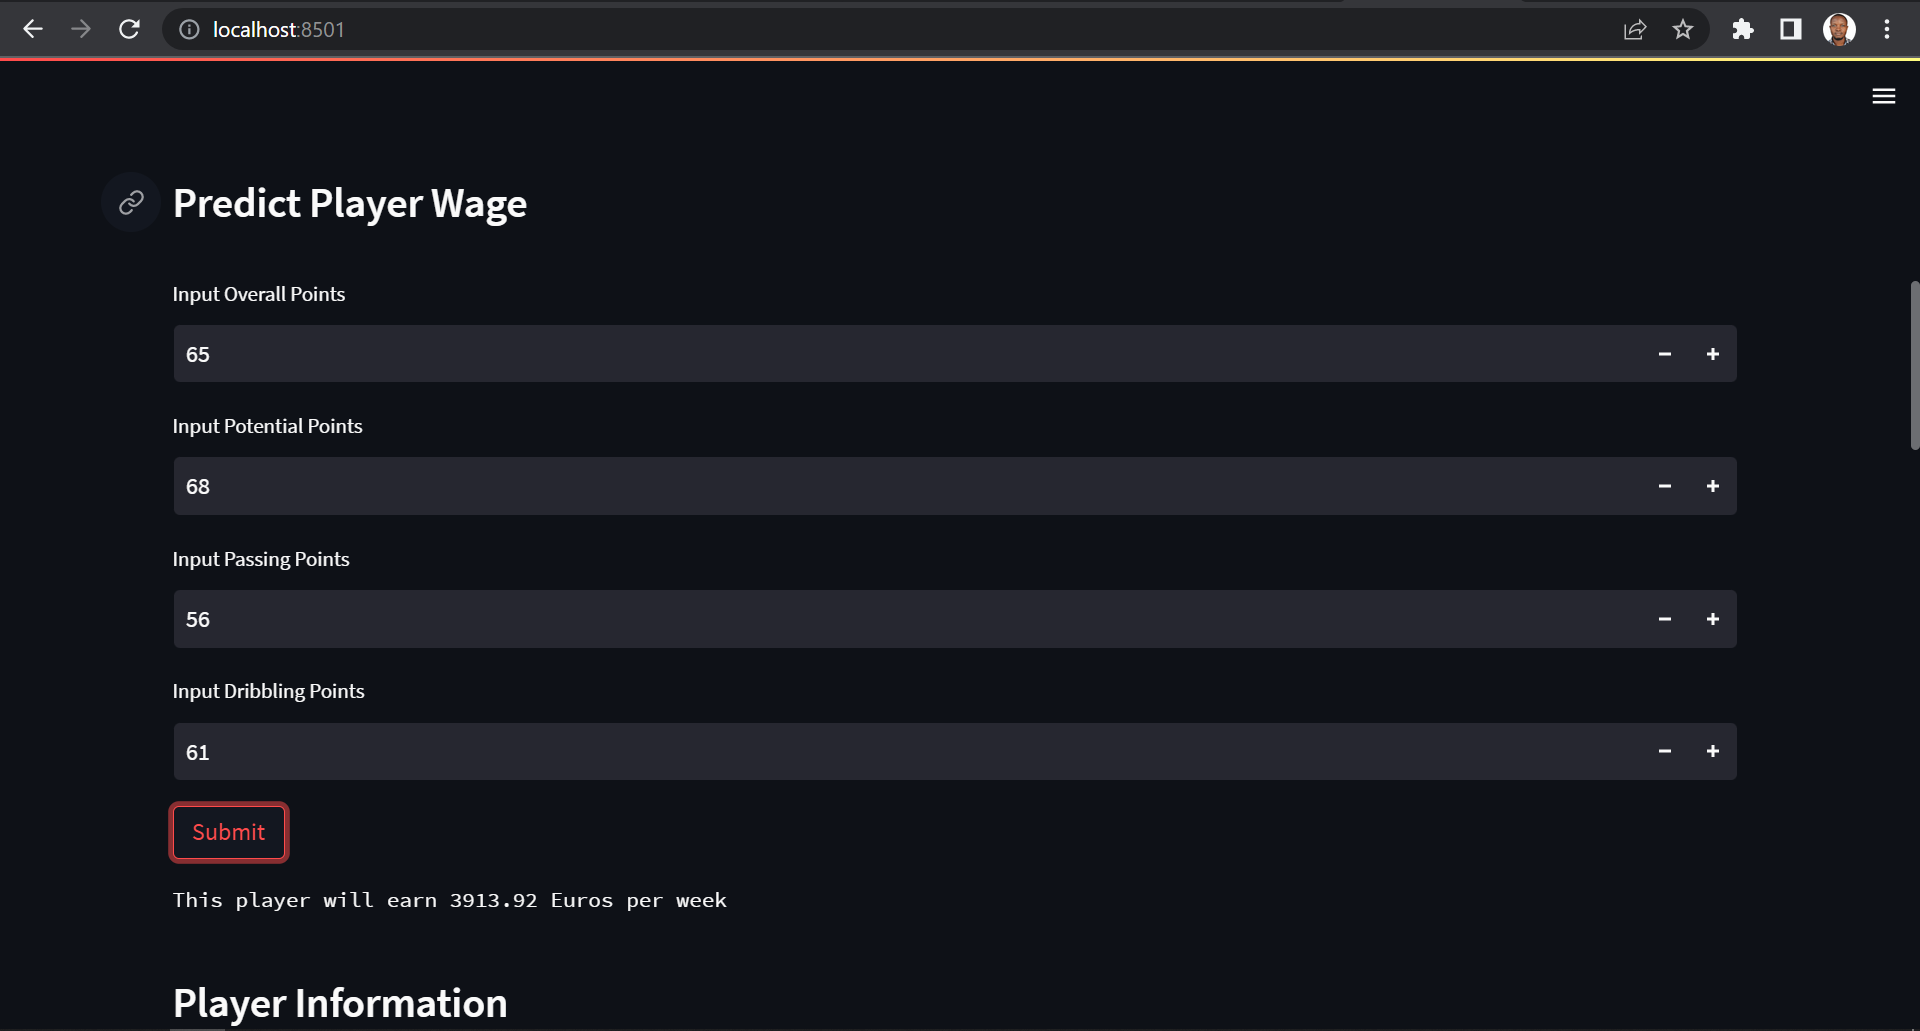 localhost:8501
Predict Player Wage
Input Overall Points
65
Input Potential Points
68
Input Passing Points
56
Input Dribbling Points
61
Submit
This player will earn 3913.92 Euros per week
Player Information